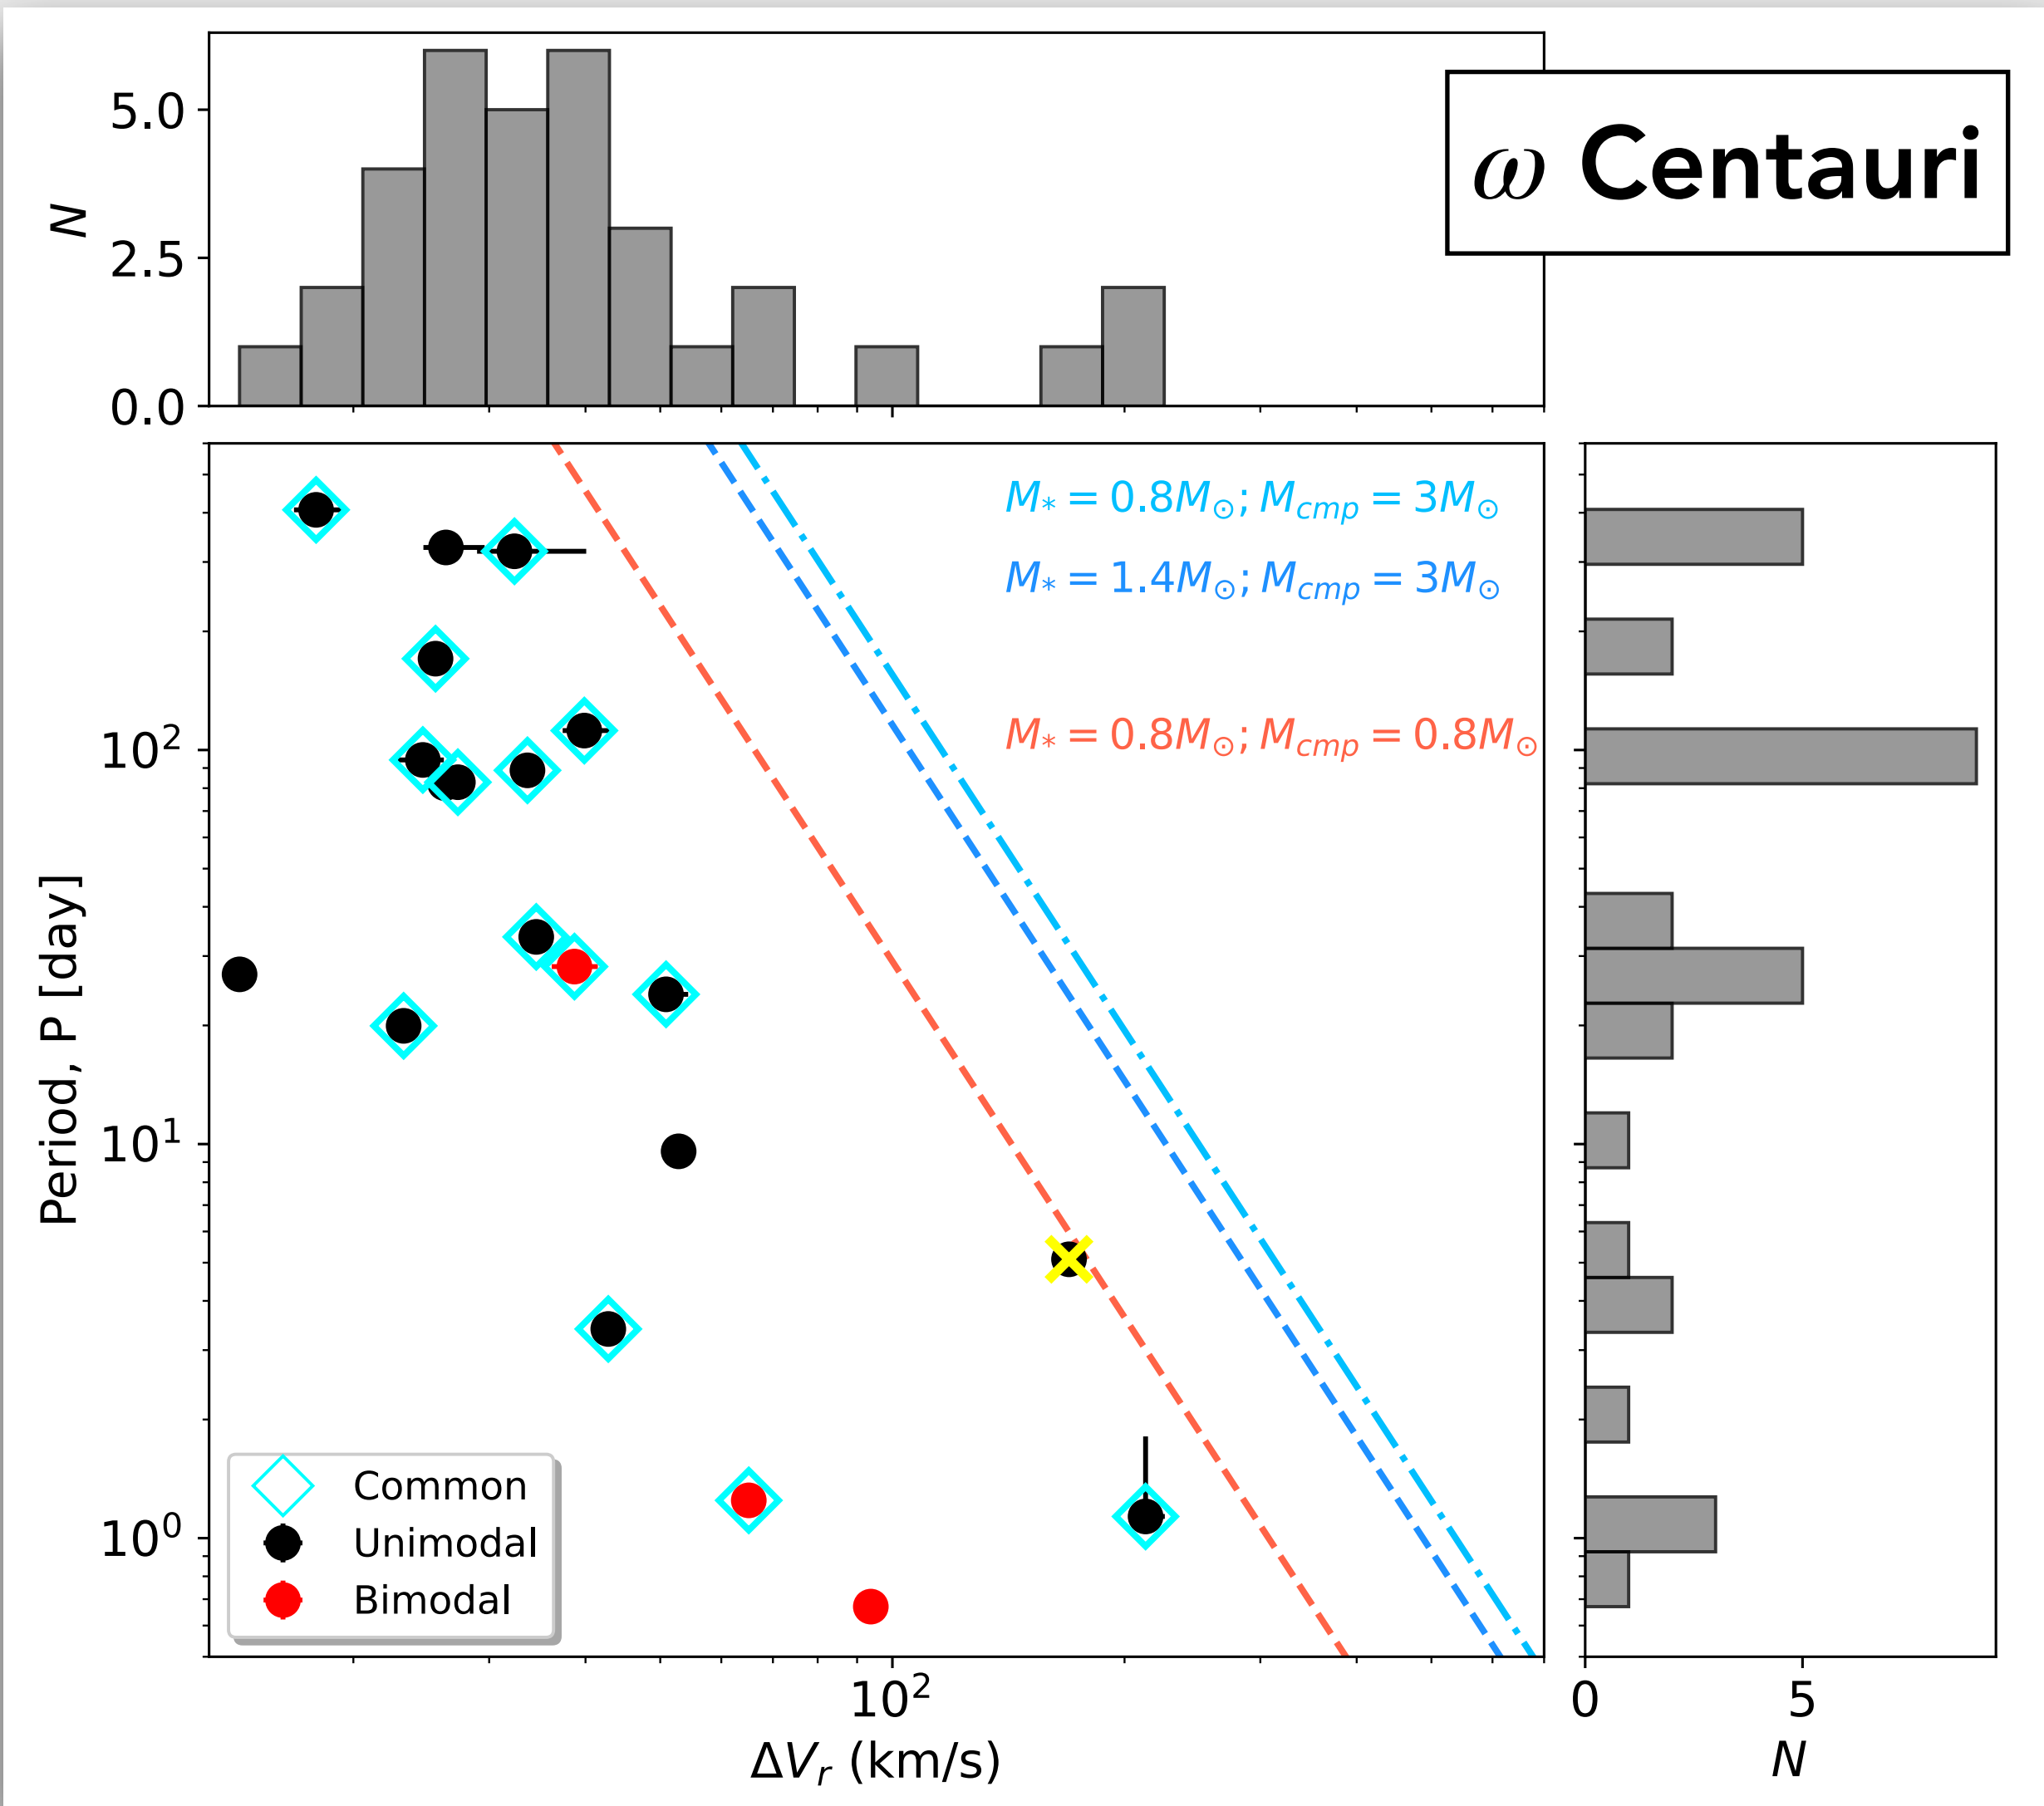 ω Centauri
N
5.0
2.5
0.0
M* = 0.8M⊙; Mcmp = 3M⊙
M* = 1.4M⊙; Mcmp = 3M⊙
M* = 0.8M⊙; Mcmp = 0.8M⊙
Period, P [day]
10²
10¹
10⁰
Common
Unimodal
Bimodal
10²
ΔVr (km/s)
0 5
N